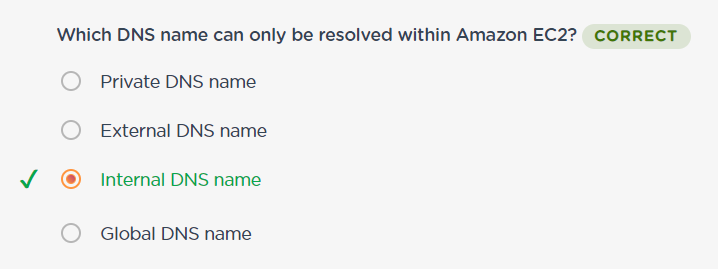 Which DNS name can only be resolved within Amazon EC2? CORRECT
Private DNS name
External DNS name
Internal DNS name
Global DNS name